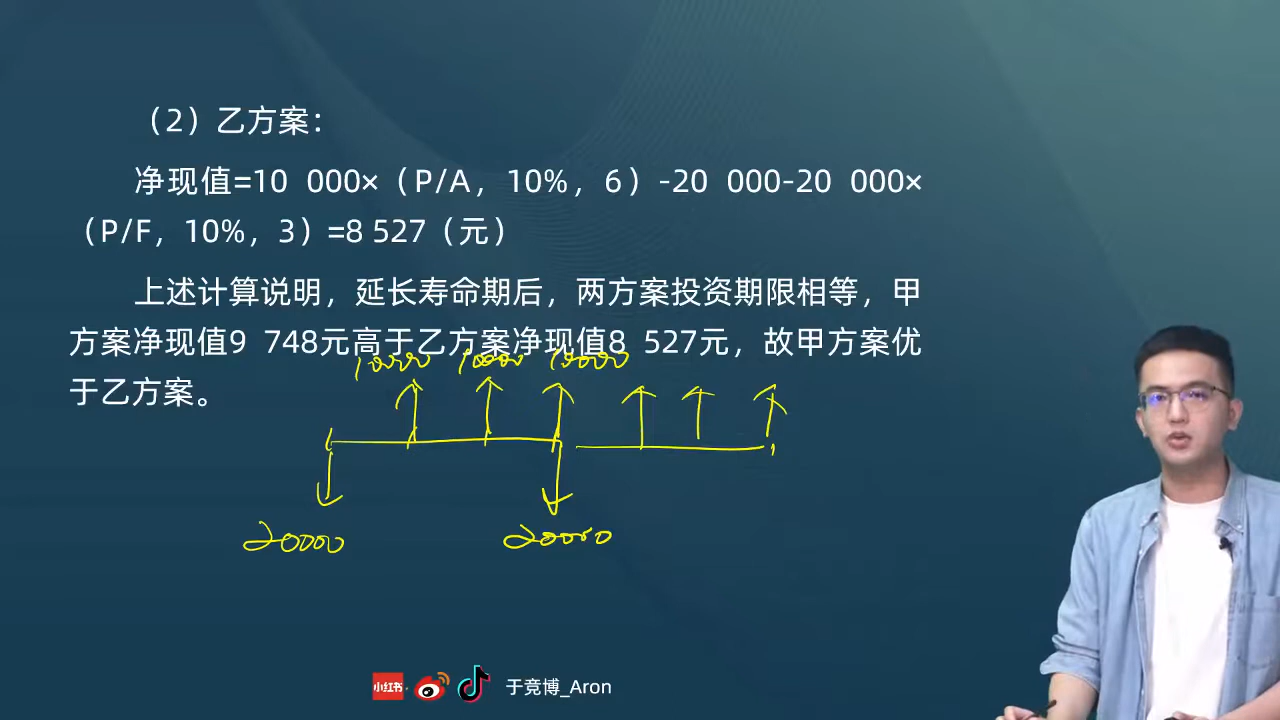 （2）乙方案：
净现值=10 000×（P/A，10%，6）-20 000-20 000×
（P/F，10%，3）=8 527（元）
上述计算说明，延长寿命期后，两方案投资期限相等，甲
方案净现值9 748元高于乙方案净现值8 527元，故甲方案优
于乙方案。
10000 10000 10000
20000 20000
小红书 于竞博_Aron